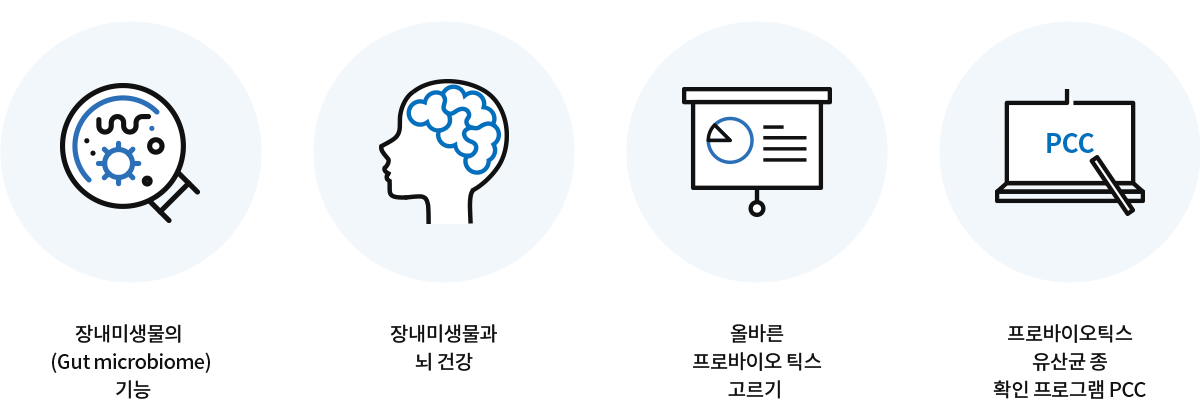 PCC
장내미생물의
(Gut microbiome)
기능
장내미생물과
뇌 건강
올바른
프로바이오 틱스
고르기
프로바이오틱스
유산균 종
확인 프로그램 PCC